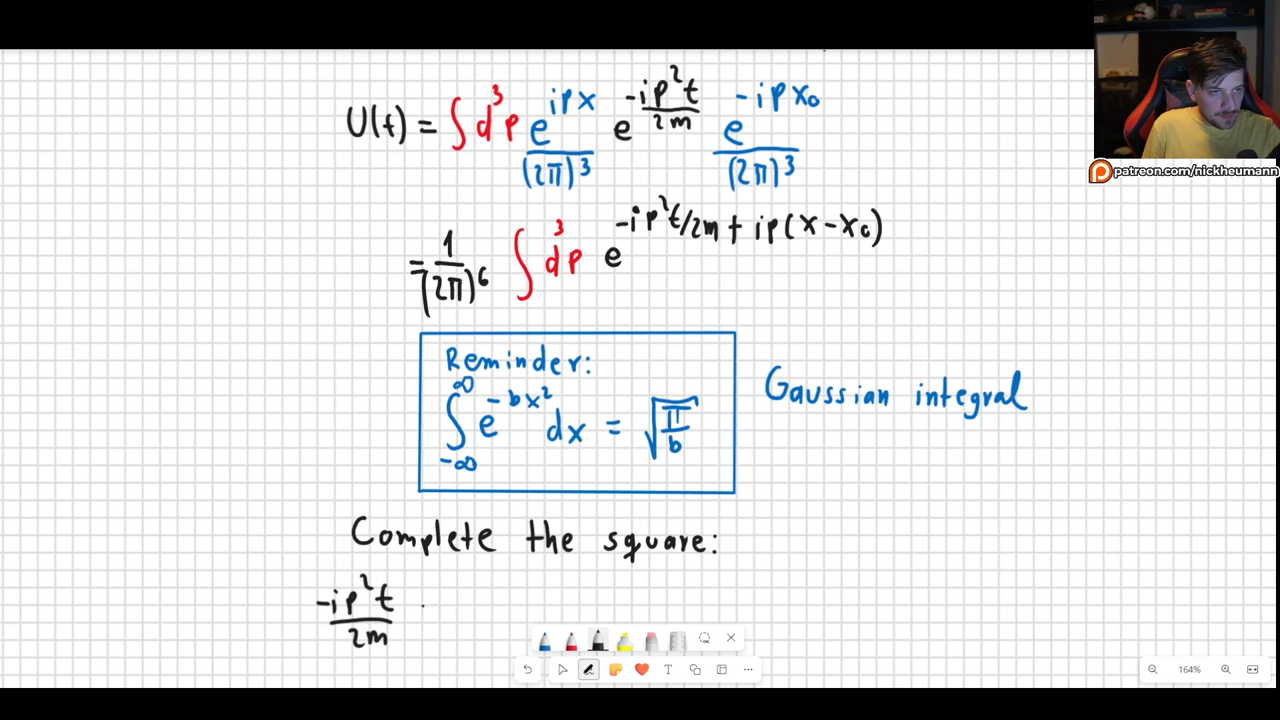 patreon.com/nickheumann
U(t) = ∫ d³p e^{ipx}/(2π)³ e^{-ip²t/2m} e^{-ipx₀}/(2π)³
= 1/(2π)⁶ ∫ d³p e^{-ip²t/2m + ip(x-x₀)}
Reminder:
∫_{-∞}^{∞} e^{-bx²} dx = √(π/b)
Gaussian integral
Complete the square:
-ip²t/2m
164%